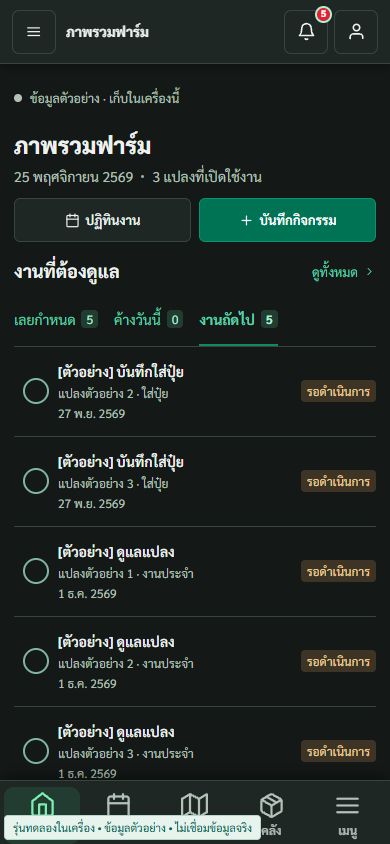 ภาพรวมฟาร์ม
5
ข้อมูลตัวอย่าง · เก็บในเครื่องนี้
ภาพรวมฟาร์ม
25 พฤศจิกายน 2569 • 3 แปลงที่เปิดใช้งาน
ปฏิทินงาน
บันทึกกิจกรรม
งานที่ต้องดูแล
ดูทั้งหมด
เลยกำหนด 5 ค้างวันนี้ 0 งานถัดไป 5
[ตัวอย่าง] บันทึกใส่ปุ๋ย
แปลงตัวอย่าง 2 · ใส่ปุ๋ย
27 พ.ย. 2569
รอดำเนินการ
[ตัวอย่าง] บันทึกใส่ปุ๋ย
แปลงตัวอย่าง 3 · ใส่ปุ๋ย
27 พ.ย. 2569
รอดำเนินการ
[ตัวอย่าง] ดูแลแปลง
แปลงตัวอย่าง 1 · งานประจำ
1 ธ.ค. 2569
รอดำเนินการ
[ตัวอย่าง] ดูแลแปลง
แปลงตัวอย่าง 2 · งานประจำ
1 ธ.ค. 2569
รอดำเนินการ
[ตัวอย่าง] ดูแลแปลง
แปลงตัวอย่าง 3 · งานประจำ
1 ธ.ค. 2569
รอดำเนินการ
รุ่นทดลองในเครื่อง • ข้อมูลตัวอย่าง • ไม่เชื่อมข้อมูลจริง
คลัง
เมนู